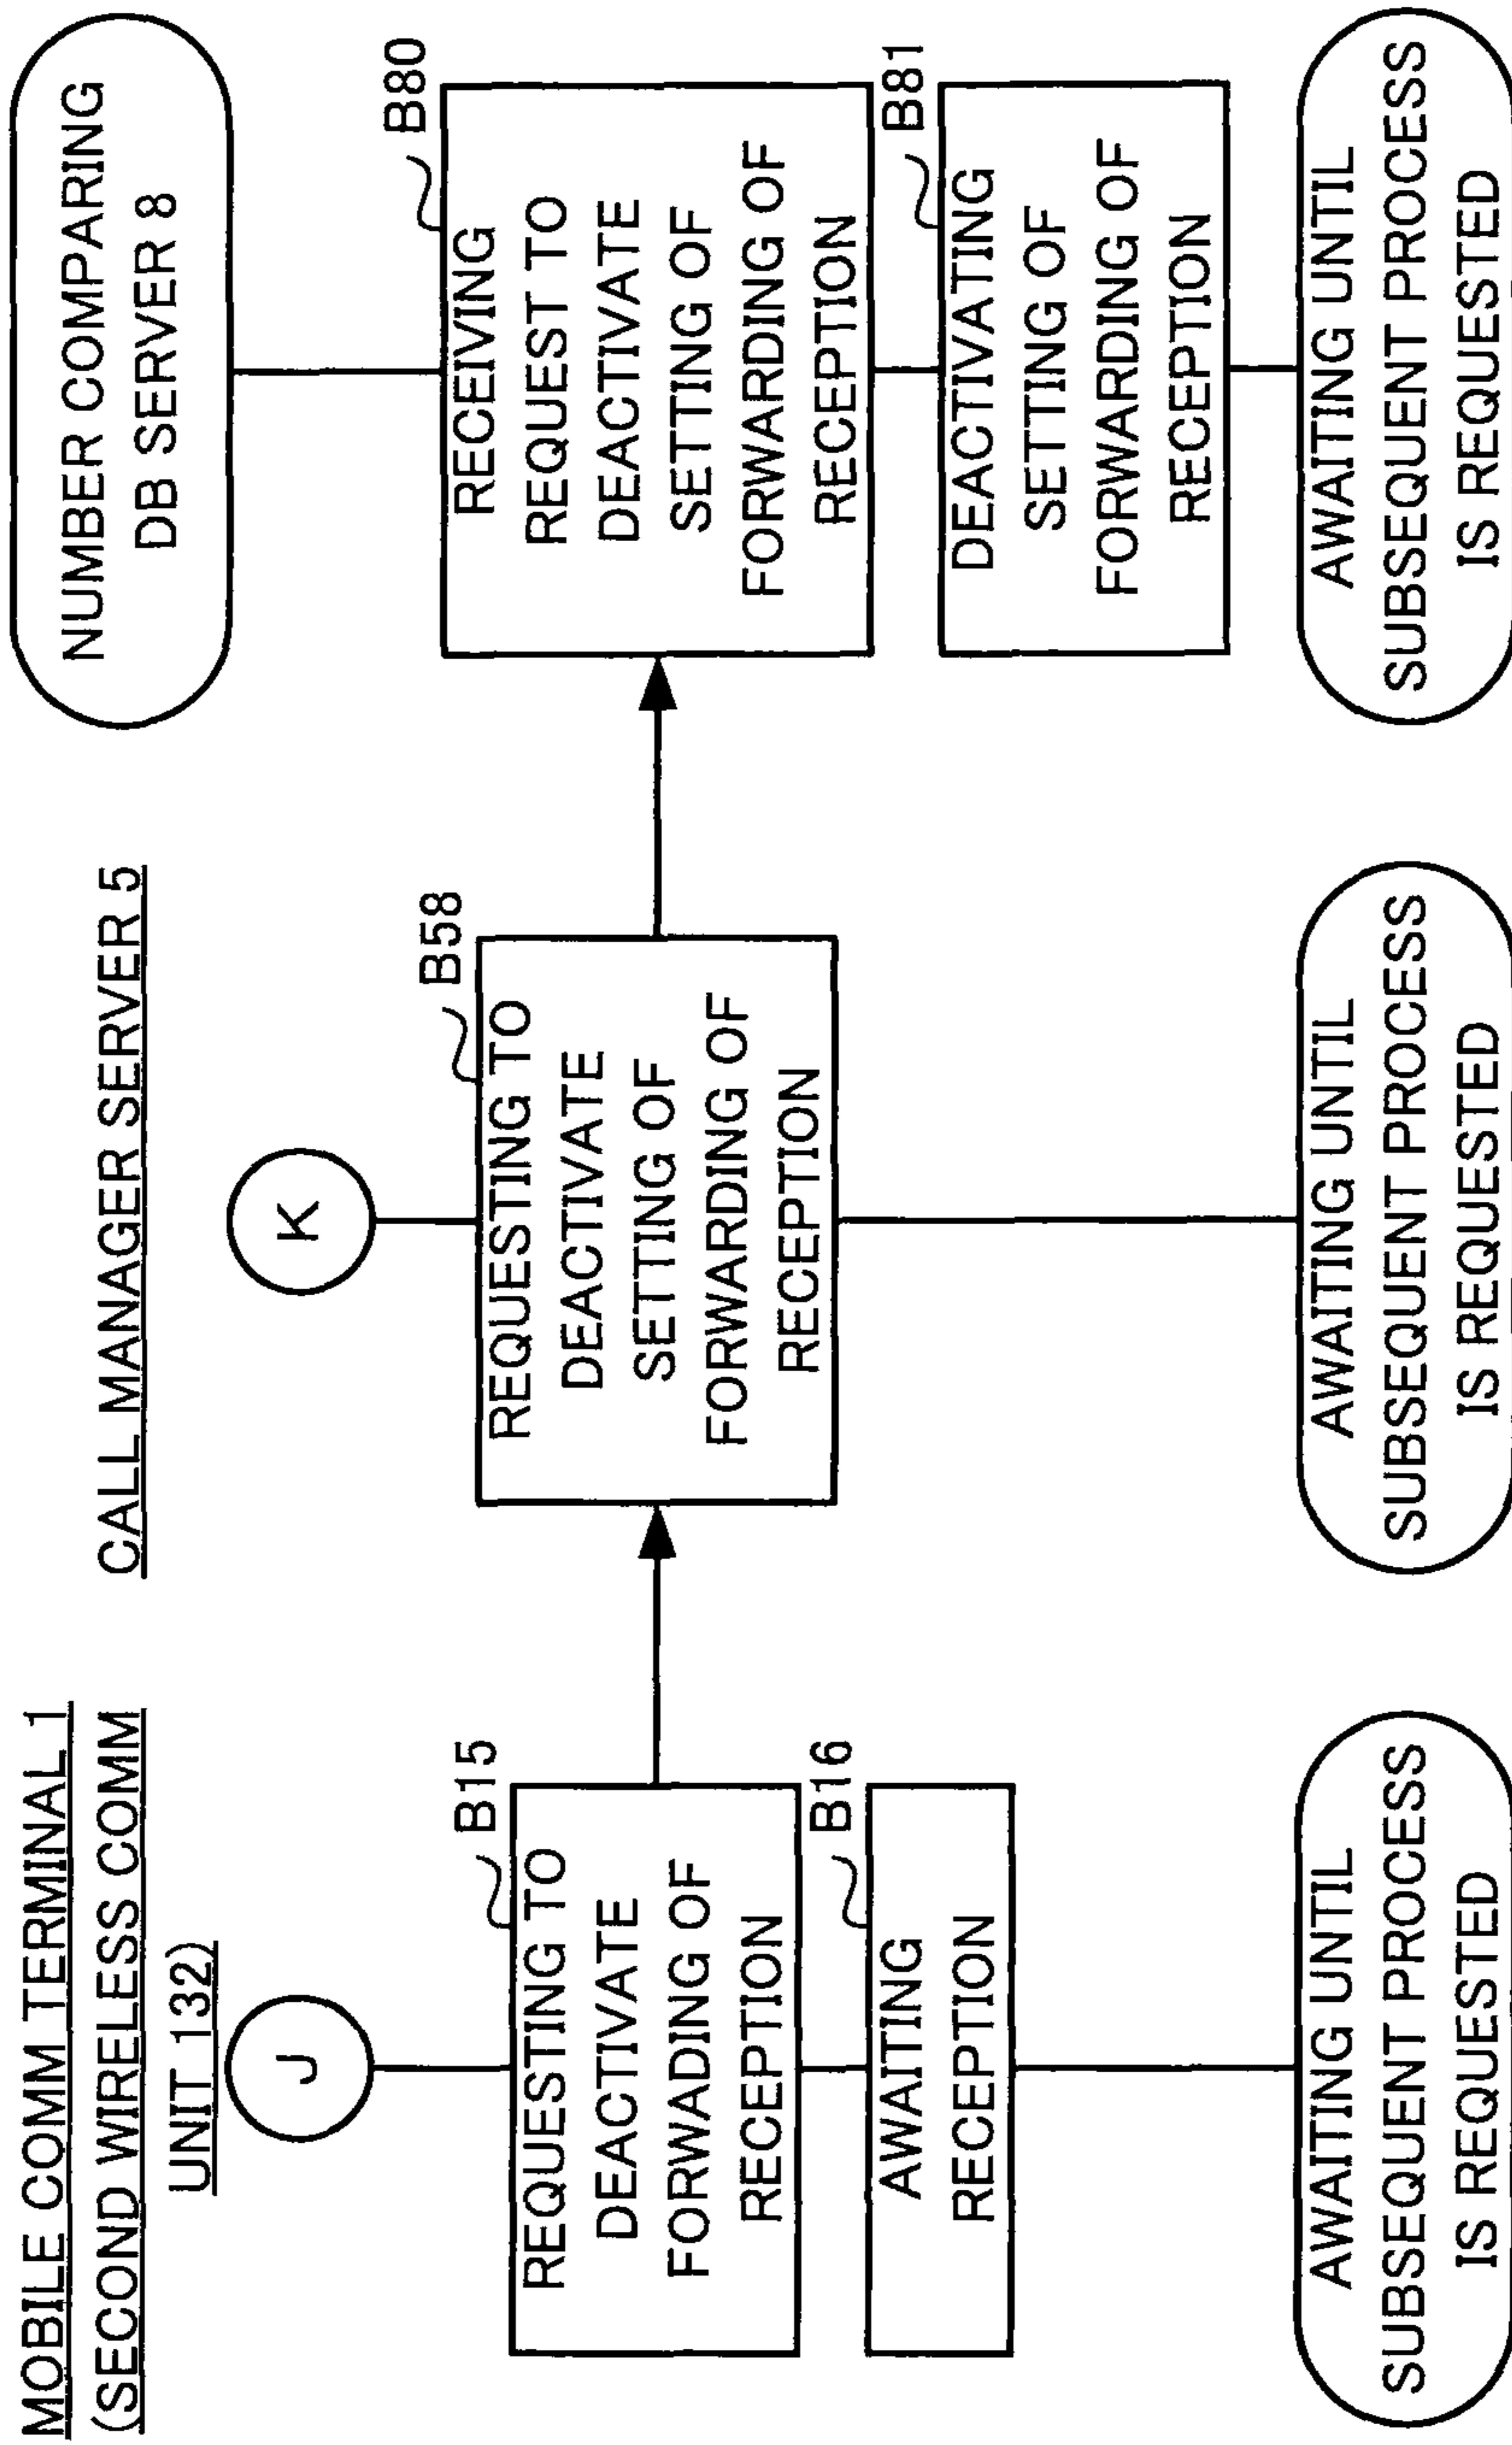 MOBILE COMM TERMINAL 1
(SECOND WIRELESS COMM
UNIT 132)
J
B15
REQUESTING TO
DEACTIVATE
FORWADING OF
RECEPTION
B16
AWAITING
RECEPTION
AWAITING UNTIL
SUBSEQUENT PROCESS
IS REQUESTED
CALL MANAGER SERVER 5
K
B58
REQUESTING TO
DEACTIVATE
SETTING OF
FORWARDING OF
RECEPTION
AWAITING UNTIL
SUBSEQUENT PROCESS
IS REQUESTED
NUMBER COMPARING
DB SERVER 8
B80
RECEIVING
REQUEST TO
DEACTIVATE
SETTING OF
FORWARDING OF
RECEPTION
B81
DEACTIVATING
SETTING OF
FORWARDING OF
RECEPTION
AWAITING UNTIL
SUBSEQUENT PROCESS
IS REQUESTED